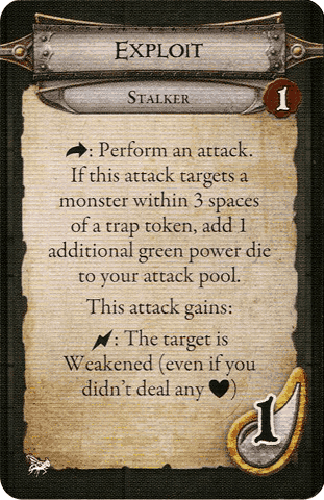 Exploit
Stalker
1
: Perform an attack.
If this attack targets a
monster within 3 spaces
of a trap token, add 1
additional green power die
to your attack pool.
This attack gains:
: The target is
Weakened (even if you
didn't deal any ♥)
1